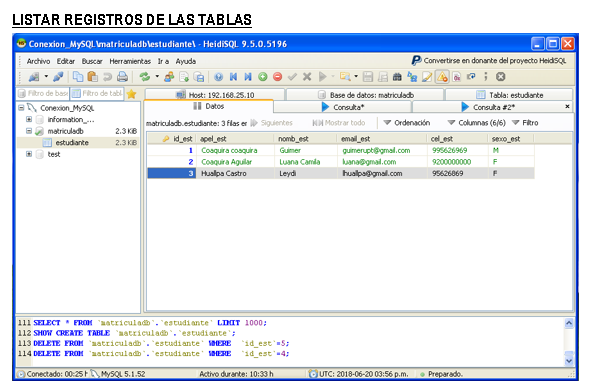 LISTAR REGISTROS DE LAS TABLAS
Conexion_MySQL\matriculadb\estudiante\ - HeidiSQL 9.5.0.5196
Archivo Editar Buscar Herramientas Ir a Ayuda Convertirse en donante del proyecto HeidiSQL
Filtro de base Filtro de tabl Host: 192.168.25.10 Base de datos: matriculadb Tabla: estudiante
Conexion_MySQL Datos Consulta* Consulta #2*
information_...
matriculadb 2.3 KiB
estudiante 2.3 KiB
test
matriculadb.estudiante: 3 filas er Siguientes Mostrar todo Ordenación Columnas (6/6) Filtro
id_est apel_est nomb_est email_est cel_est sexo_est
1 Coaquira coaquira Guimer guimerupt@gmail.com 995626969 M
2 Coaquira Aguilar Luana Camila luana@gmail.com 9200000000 F
3 Huallpa Castro Leydi lhuallpa@gmail.com 95626869 F
111 SELECT * FROM `matriculadb`.`estudiante` LIMIT 1000;
112 SHOW CREATE TABLE `matriculadb`.`estudiante`;
113 DELETE FROM `matriculadb`.`estudiante` WHERE `id_est`=5;
114 DELETE FROM `matriculadb`.`estudiante` WHERE `id_est`=4;
Conectado: 00:25 h MySQL 5.1.52 Activo durante: 10:33 h UTC: 2018-06-20 03:56 p.m. Preparado.